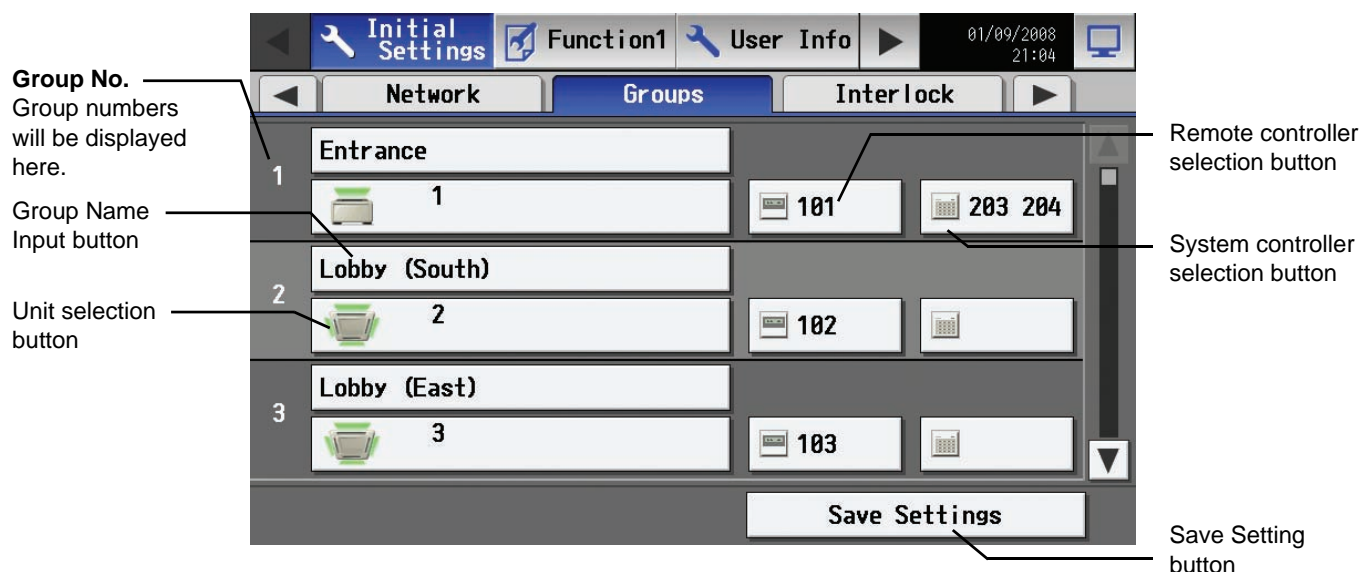 Initial
Settings
Function1
User Info
01/09/2008
21:04
Network
Groups
Interlock
Group No.
Group numbers
will be displayed
here.
Group Name
Input button
Unit selection
button
1
Entrance
1
101
203 204
2
Lobby (South)
2
102
3
Lobby (East)
3
103
Save Settings
Remote controller
selection button
System controller
selection button
Save Setting
button